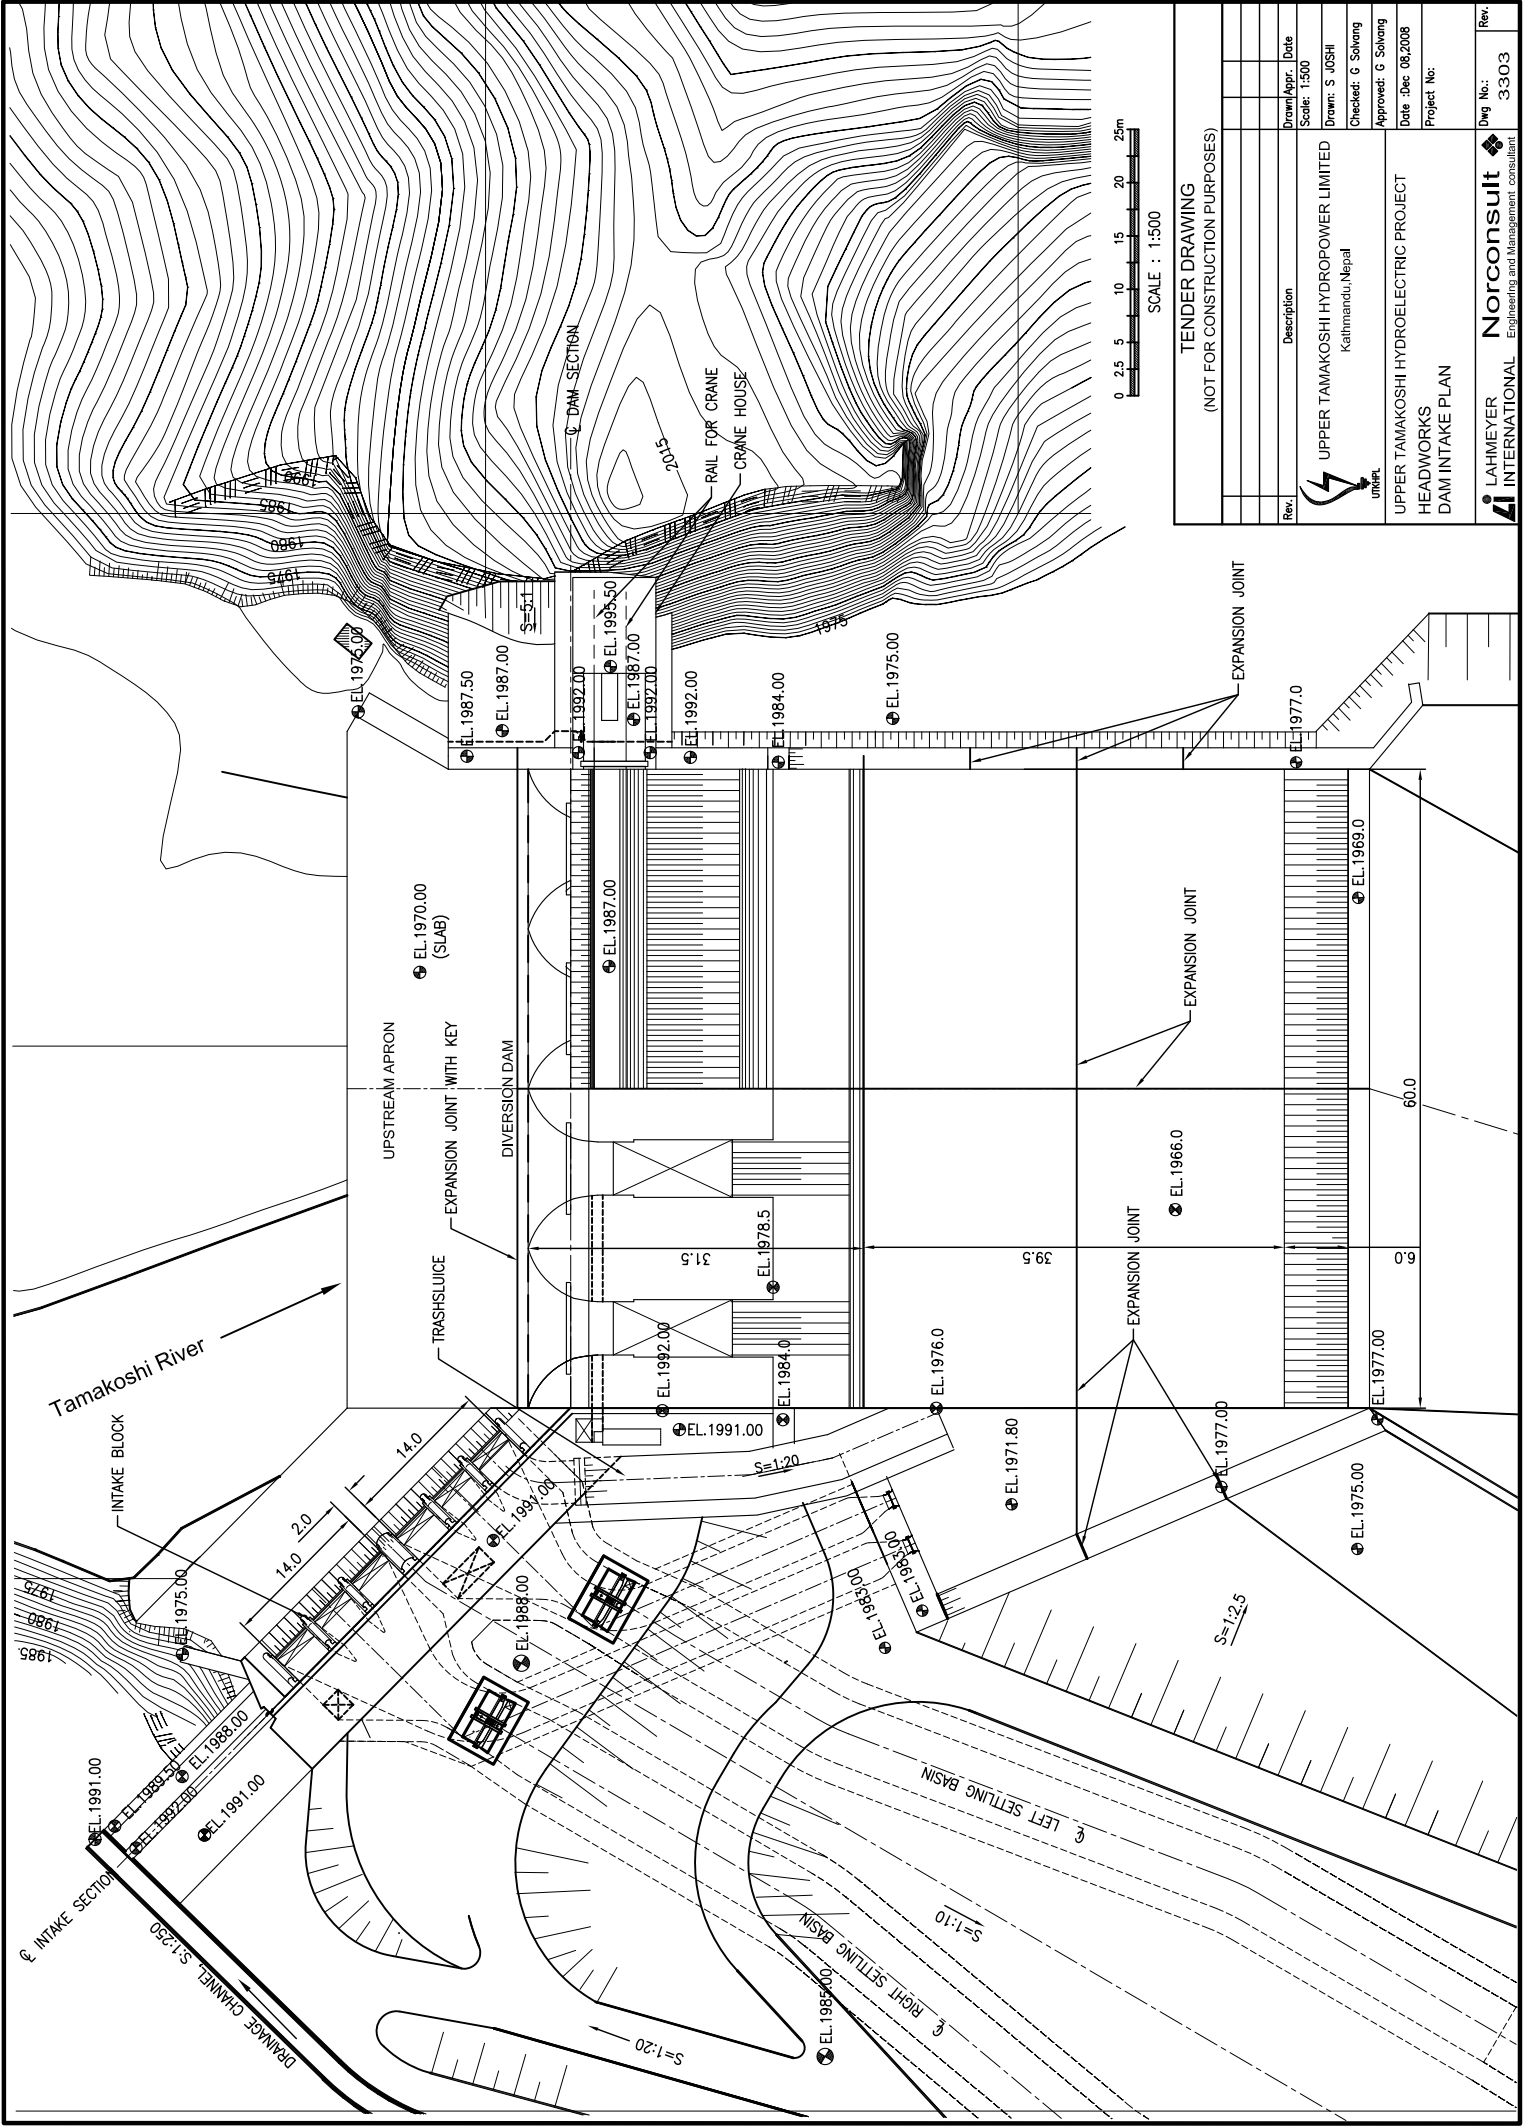 Tamakoshi River
INTAKE BLOCK
TRASHSLUICE
EXPANSION JOINT WITH KEY
UPSTREAM APRON
DIVERSION DAM
EL.1970.00
(SLAB)
14.0
2.0
14.0
1975
1980
1985
EL.1975.00
EL.1991.00
EL.1989.50
EL.1992.00
EL.1988.00
EL.1991.00
℄ INTAKE SECTION
DRAINAGE CHANNEL, S:1:250
EL.1991.00
EL.1988.00
EL.1992.00
EL.1991.00
EL.1984.0
EL.1978.5
31.5
39.5
6.0
60.0
S=1:20
EL.1976.0
EL.1971.80
EL.1983.00
EL.1983.00
EL.1977.00
EL.1977.00
EL.1975.00
S=1:2.5
EXPANSION JOINT
EL.1966.0
EXPANSION JOINT
EL.1969.0
EL.1987.00
℄ LEFT SETTLING BASIN
℄ RIGHT SETTLING BASIN
S=1:10
S=1:20
EL.1985.00
EL.1975.00
EL.1987.50
EL.1987.00
EL.1992.00
EL.1995.50
EL.1987.00
EL.1992.00
EL.1992.00
EL.1984.00
EL.1975.00
EL.1977.0
EXPANSION JOINT
S=5:1
1975
1980
1985
1990
1975
2015
℄ DAM SECTION
RAIL FOR CRANE
CRANE HOUSE
0 2.5 5 10 15 20 25m
SCALE : 1:500
TENDER DRAWING
(NOT FOR CONSTRUCTION PURPOSES)
Rev. Description Drawn Appr. Date
UPPER TAMAKOSHI HYDROPOWER LIMITED
Kathmandu,Nepal
UTKHPL
Scale: 1:500
Drawn: S JOSHI
Checked: G Solvang
Approved: G Solvang
Date :Dec 08,2008
Project No:
UPPER TAMAKOSHI HYDROELECTRIC PROJECT
HEADWORKS
DAM INTAKE PLAN
LI LAHMEYER
INTERNATIONAL
Norconsult
Engineering and Management consultant
Dwg No.: Rev.
3303